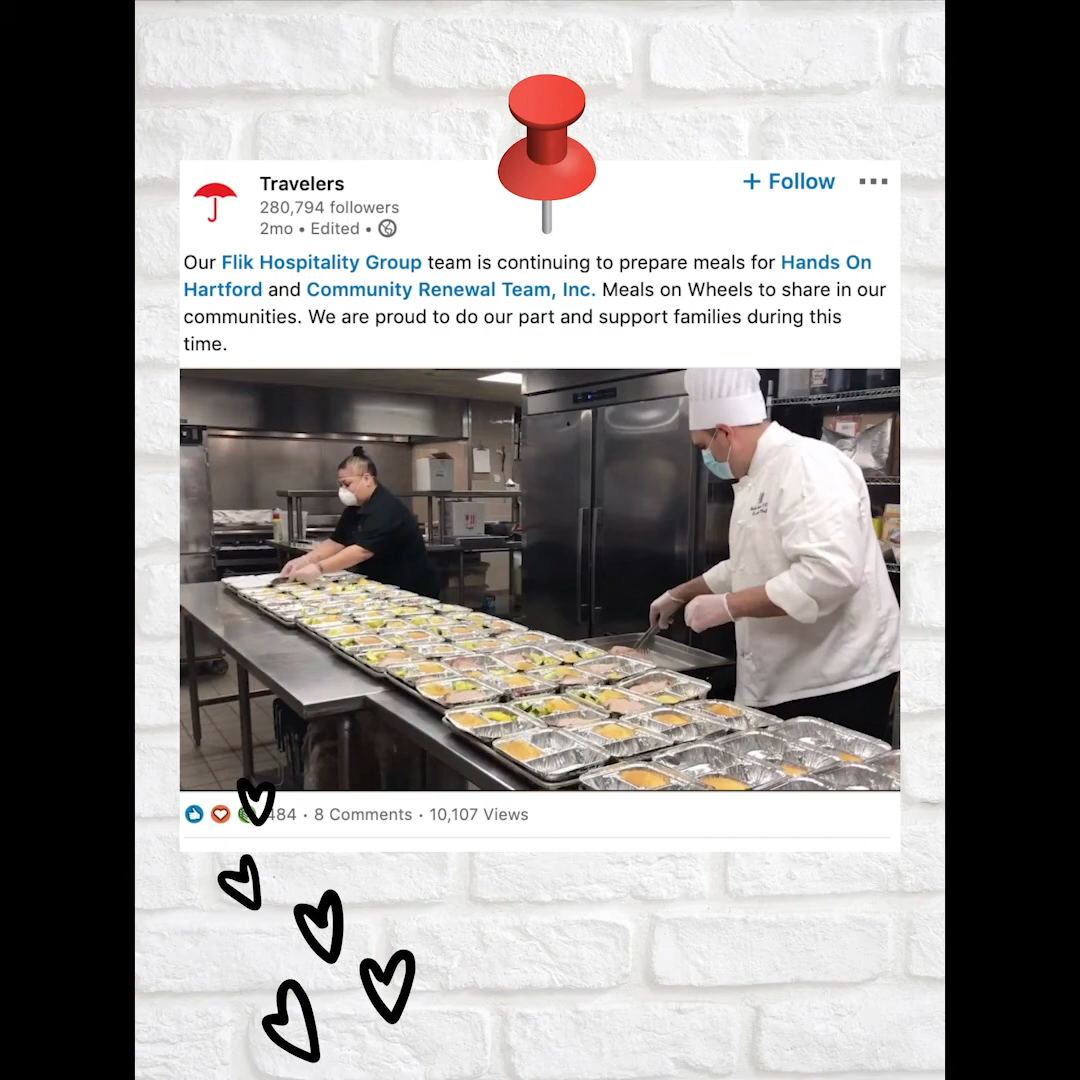 Travelers
280,794 followers
2mo • Edited •
+ Follow
Our Flik Hospitality Group team is continuing to prepare meals for Hands On
Hartford and Community Renewal Team, Inc. Meals on Wheels to share in our
communities. We are proud to do our part and support families during this
time.
484 · 8 Comments · 10,107 Views